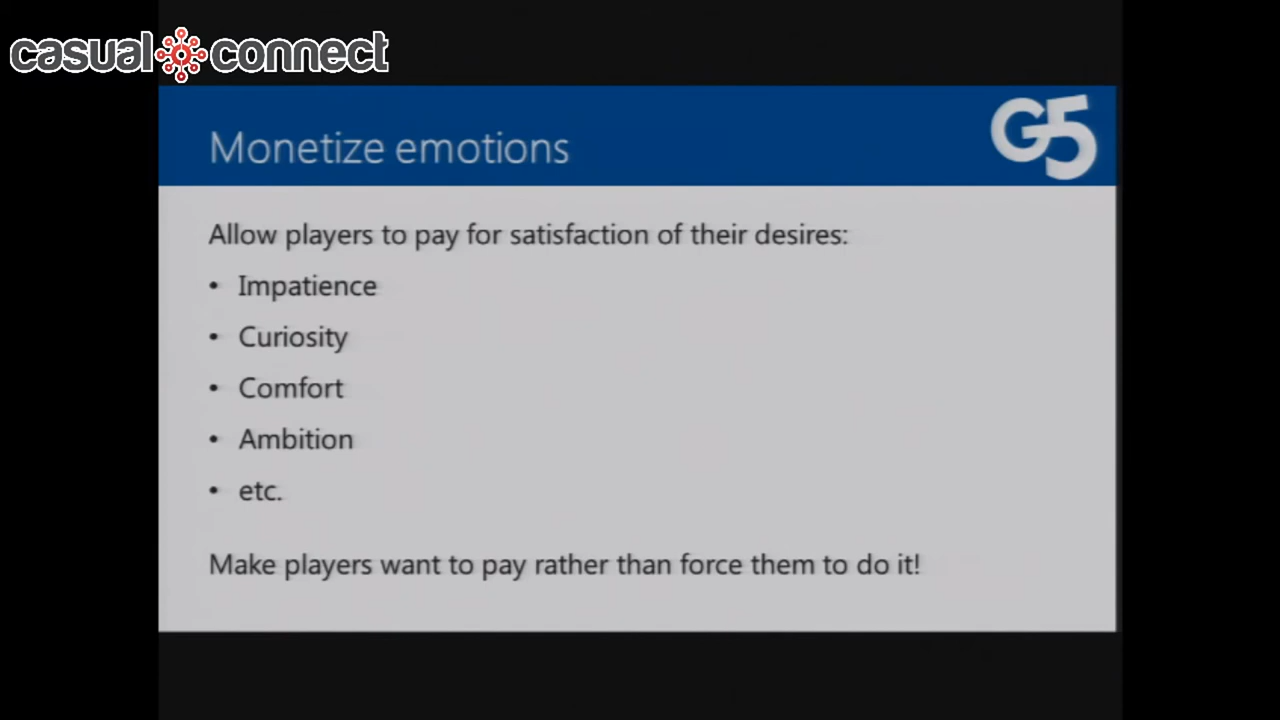 casual connect
G5
Monetize emotions
Allow players to pay for satisfaction of their desires:
• Impatience
• Curiosity
• Comfort
• Ambition
• etc.
Make players want to pay rather than force them to do it!